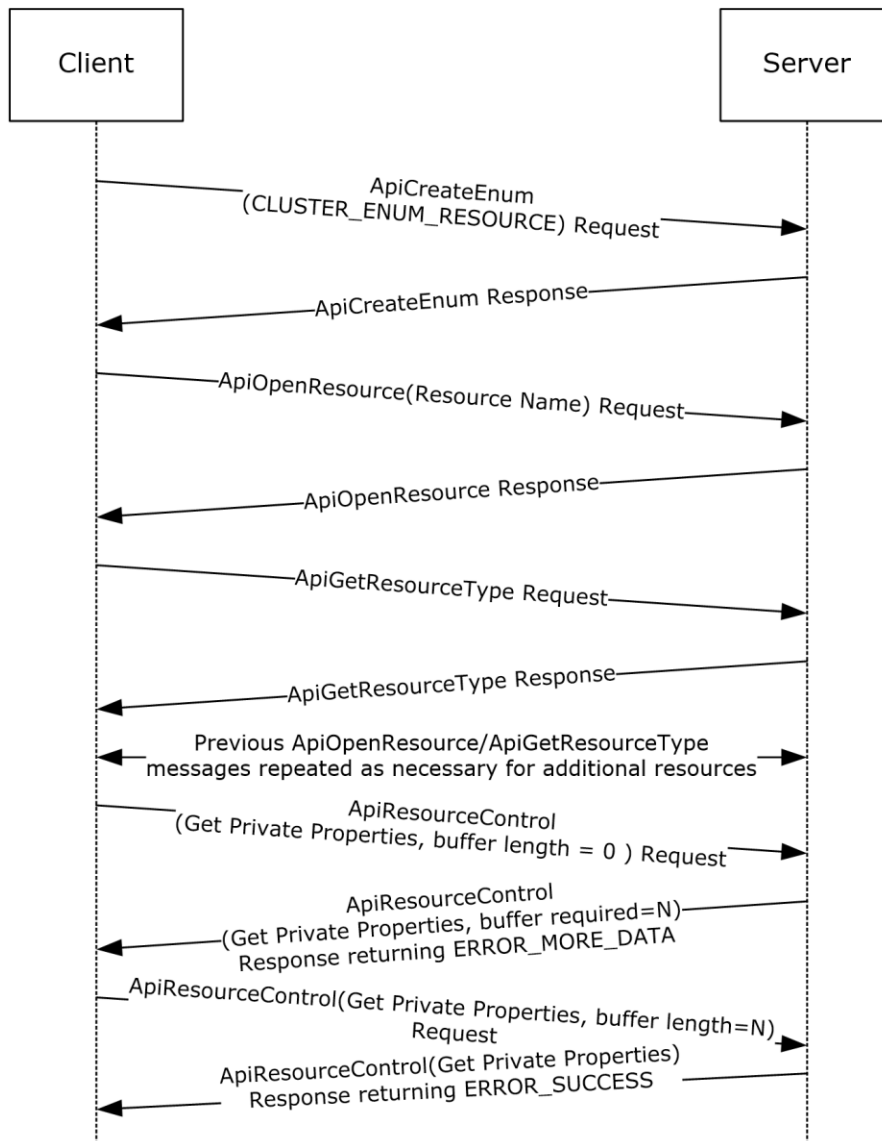 Client
Server
ApiCreateEnum
(CLUSTER_ENUM_RESOURCE) Request
ApiCreateEnum Response
ApiOpenResource(Resource Name) Request
ApiOpenResource Response
ApiGetResourceType Request
ApiGetResourceType Response
Previous ApiOpenResource/ApiGetResourceType
messages repeated as necessary for additional resources
ApiResourceControl
(Get Private Properties, buffer length = 0 ) Request
ApiResourceControl
(Get Private Properties, buffer required=N)
Response returning ERROR_MORE_DATA
ApiResourceControl(Get Private Properties, buffer length=N)
Request
ApiResourceControl(Get Private Properties)
Response returning ERROR_SUCCESS